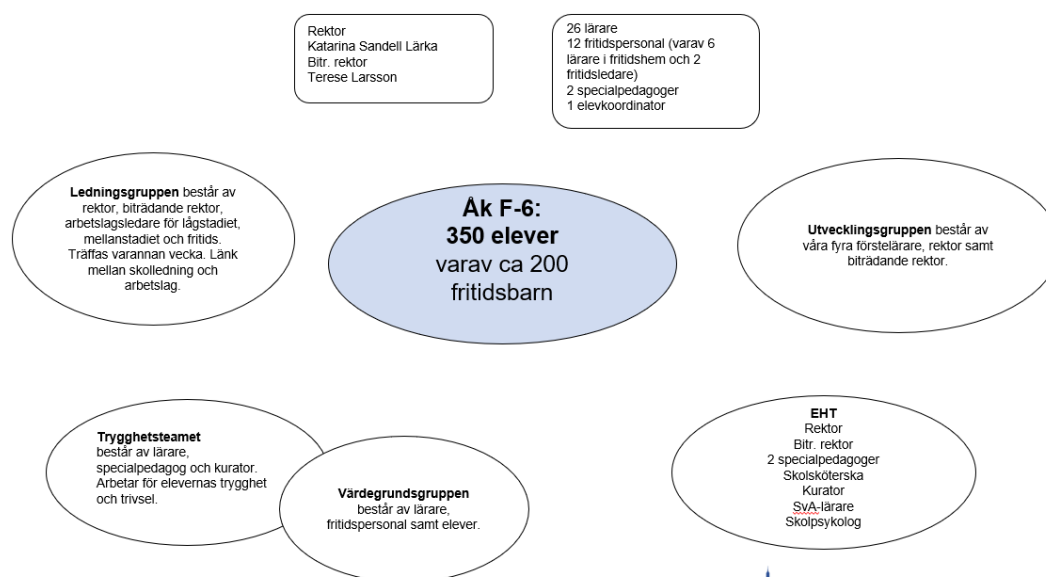 Rektor
Katarina Sandell Lärka
Bitr. rektor
Terese Larsson
26 lärare
12 fritidspersonal (varav 6
lärare i fritidshem och 2
fritidsledare)
2 specialpedagoger
1 elevkoordinator
Ledningsgruppen består av
rektor, biträdande rektor,
arbetslagsledare för lågstadiet,
mellanstadiet och fritids.
Träffas varannan vecka. Länk
mellan skolledning och
arbetslag.
Åk F-6:
350 elever
varav ca 200
fritidsbarn
Utvecklingsgruppen består av
våra fyra förstelärare, rektor samt
biträdande rektor.
Trygghetsteamet
består av lärare,
specialpedagog och kurator.
Arbetar för elevernas trygghet
och trivsel.
Värdegrundsgruppen
består av lärare,
fritidspersonal samt elever.
EHT
Rektor
Bitr. rektor
2 specialpedagoger
Skolsköterska
Kurator
SvA-lärare
Skolpsykolog